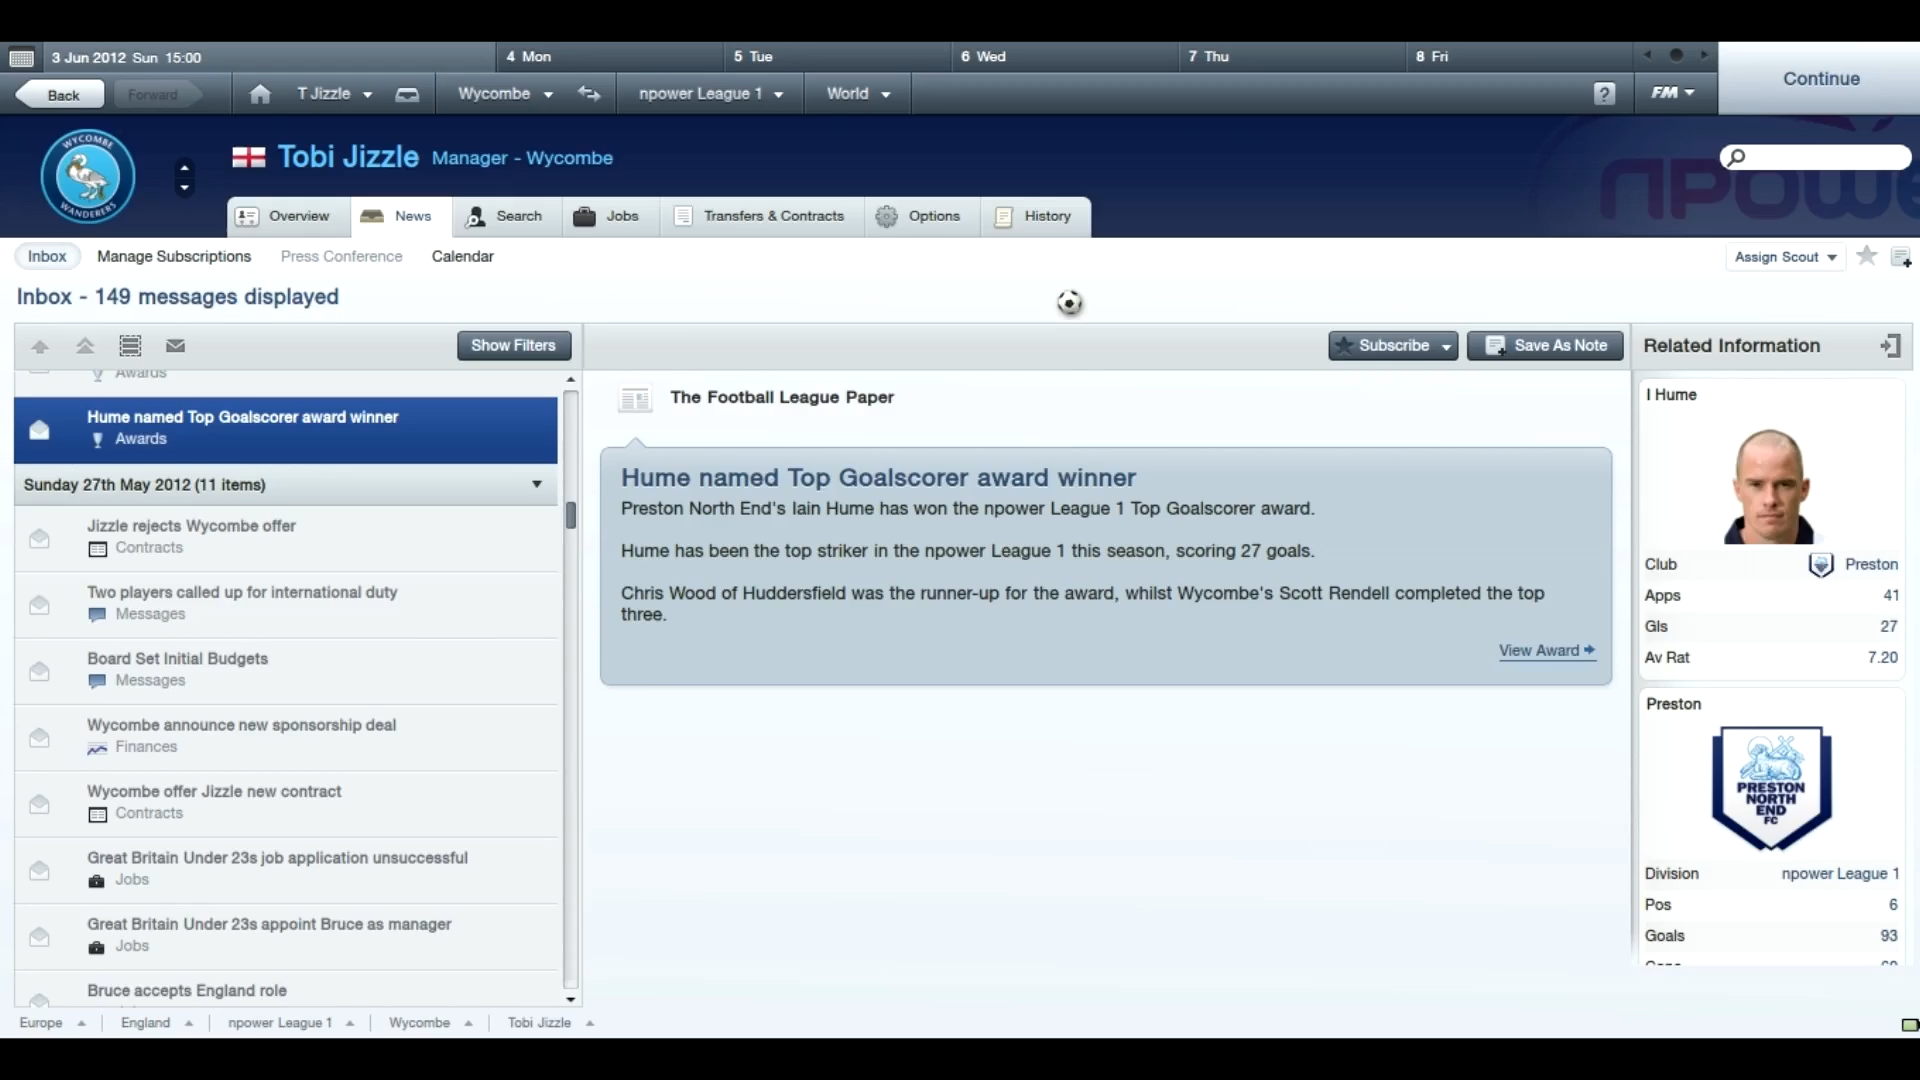 3 Jun 2012 Sun 15:00
4 Mon
5 Tue
6 Wed
7 Thu
8 Fri
Continue
Back
Forward
T Jizzle
Wycombe
npower League 1
World
?
FM
WYCOMBE
WANDERERS
Tobi Jizzle Manager - Wycombe
npowe
Overview
News
Search
Jobs
Transfers & Contracts
Options
History
Inbox
Manage Subscriptions
Press Conference
Calendar
Assign Scout
Inbox - 149 messages displayed
Show Filters
Subscribe
Save As Note
Related Information
Awards
Hume named Top Goalscorer award winner
Awards
Sunday 27th May 2012 (11 items)
Jizzle rejects Wycombe offer
Contracts
Two players called up for international duty
Messages
Board Set Initial Budgets
Messages
Wycombe announce new sponsorship deal
Finances
Wycombe offer Jizzle new contract
Contracts
Great Britain Under 23s job application unsuccessful
Jobs
Great Britain Under 23s appoint Bruce as manager
Jobs
Bruce accepts England role
The Football League Paper
Hume named Top Goalscorer award winner
Preston North End's Iain Hume has won the npower League 1 Top Goalscorer award.
Hume has been the top striker in the npower League 1 this season, scoring 27 goals.
Chris Wood of Huddersfield was the runner-up for the award, whilst Wycombe's Scott Rendell completed the top
three.
View Award
I Hume
Club Preston
Apps 41
Gls 27
Av Rat 7.20
Preston
PRESTON
NORTH
END
FC
Division npower League 1
Pos 6
Goals 93
Europe
England
npower League 1
Wycombe
Tobi Jizzle